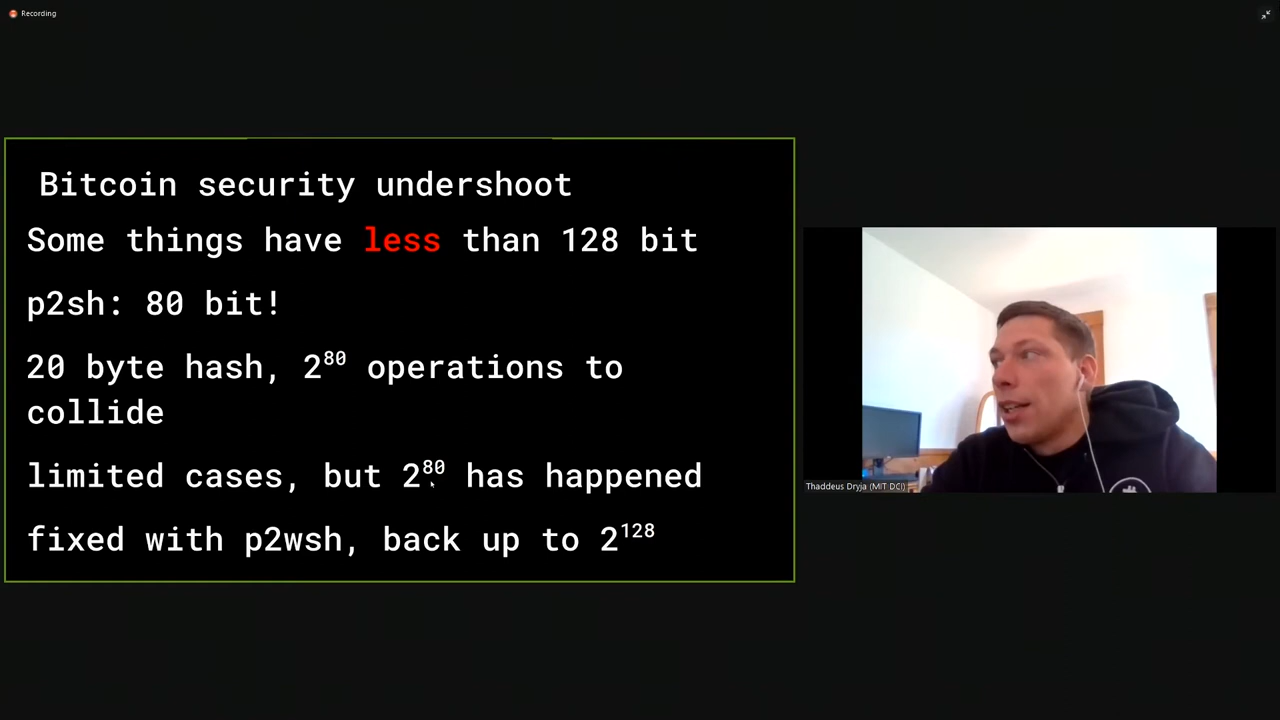 Recording
Bitcoin security undershoot
Some things have less than 128 bit
p2sh: 80 bit!
20 byte hash, 2⁸⁰ operations to
collide
limited cases, but 2⁸⁰ has happened
fixed with p2wsh, back up to 2¹²⁸
Thaddeus Dryja (MIT DCI)